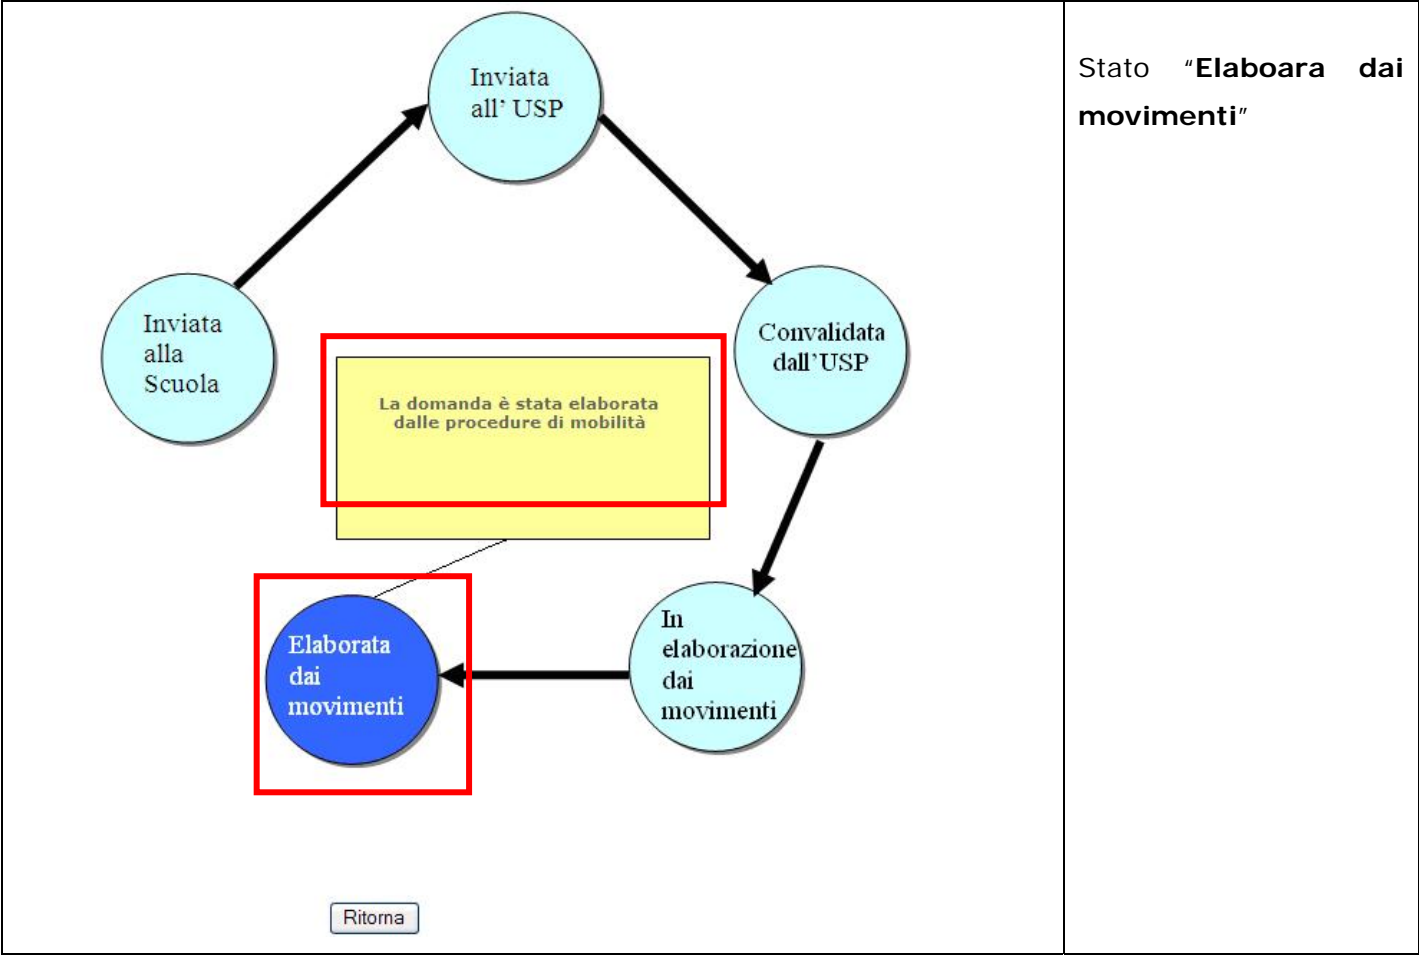 Inviata
all' USP
Stato "Elaboara dai
movimenti"
Inviata
alla
Scuola
Convalidata
dall'USP
La domanda è stata elaborata
dalle procedure di mobilità
Elaborata
dai
movimenti
In
elaborazione
dai
movimenti
Ritorna